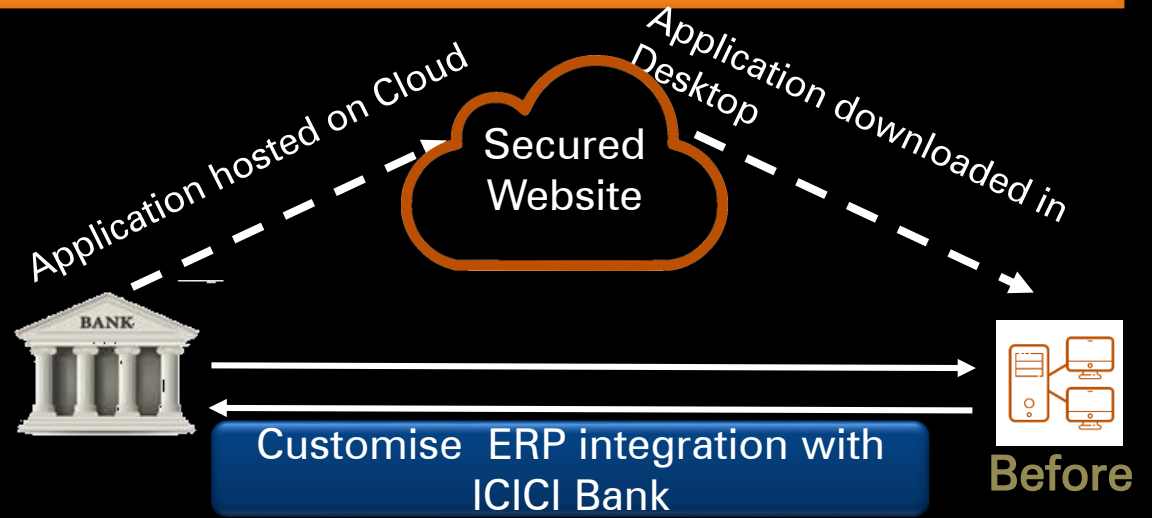 Application hosted on Cloud
Application downloaded in
Desktop
Secured
Website
BANK
Customise ERP integration with
ICICI Bank
Before